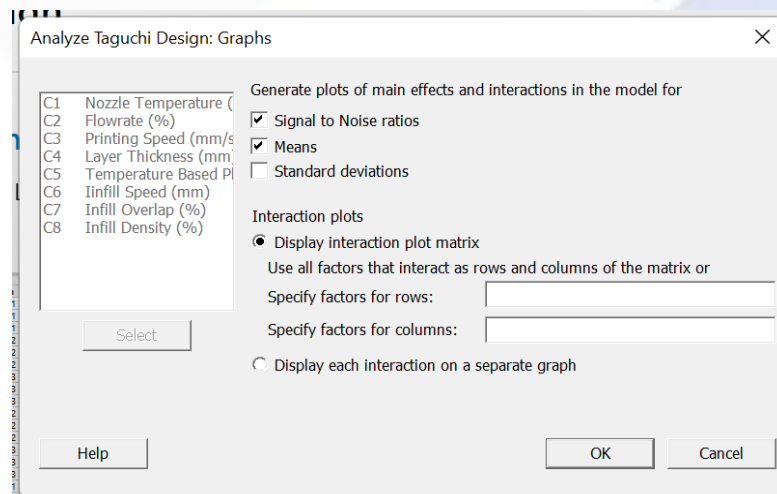 Analyze Taguchi Design: Graphs
C1 Nozzle Temperature (
C2 Flowrate (%)
C3 Printing Speed (mm/s
C4 Layer Thickness (mm)
C5 Temperature Based Pl
C6 Iinfill Speed (mm)
C7 Infill Overlap (%)
C8 Infill Density (%)
Select
Generate plots of main effects and interactions in the model for
Signal to Noise ratios
Means
Standard deviations
Interaction plots
Display interaction plot matrix
Use all factors that interact as rows and columns of the matrix or
Specify factors for rows:
Specify factors for columns:
Display each interaction on a separate graph
Help
OK
Cancel